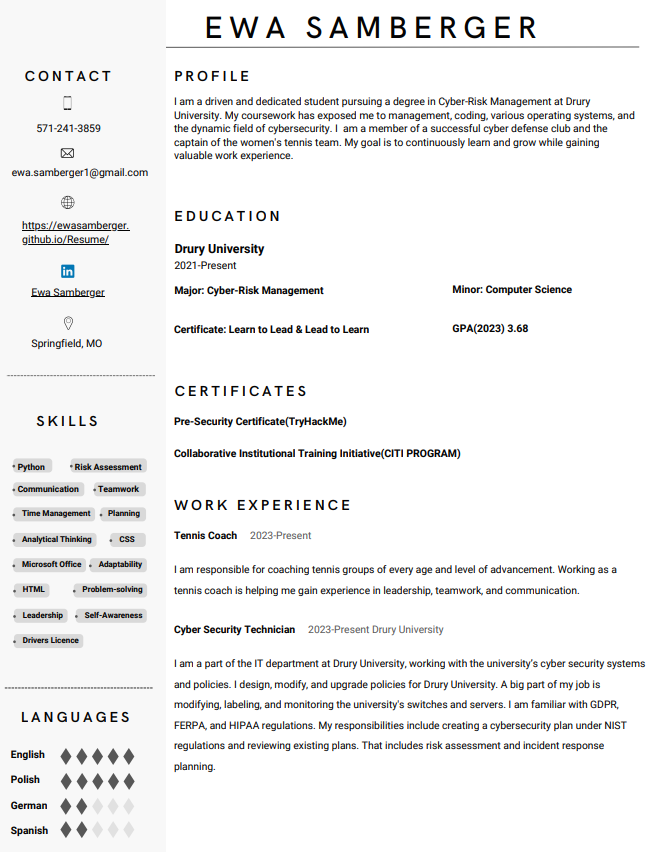 EWA SAMBERGER
CONTACT
571-241-3859
ewa.samberger1@gmail.com
https://ewasamberger.
github.io/Resume/
in
Ewa Samberger
Springfield, MO
SKILLS
Python
Risk Assessment
Communication
Teamwork
Time Management
Planning
Analytical Thinking
CSS
Microsoft Office
Adaptability
HTML
Problem-solving
Leadership
Self-Awareness
Drivers Licence
LANGUAGES
English
Polish
German
Spanish
PROFILE
I am a driven and dedicated student pursuing a degree in Cyber-Risk Management at Drury
University. My coursework has exposed me to management, coding, various operating systems, and
the dynamic field of cybersecurity. I am a member of a successful cyber defense club and the
captain of the women's tennis team. My goal is to continuously learn and grow while gaining
valuable work experience.
EDUCATION
Drury University
2021-Present
Major: Cyber-Risk Management
Minor: Computer Science
Certificate: Learn to Lead & Lead to Learn
GPA(2023) 3.68
CERTIFICATES
Pre-Security Certificate(TryHackMe)
Collaborative Institutional Training Initiative(CITI PROGRAM)
WORK EXPERIENCE
Tennis Coach 2023-Present
I am responsible for coaching tennis groups of every age and level of advancement. Working as a
tennis coach is helping me gain experience in leadership, teamwork, and communication.
Cyber Security Technician 2023-Present Drury University
I am a part of the IT department at Drury University, working with the university's cyber security systems
and policies. I design, modify, and upgrade policies for Drury University. A big part of my job is
modifying, labeling, and monitoring the university's switches and servers. I am familiar with GDPR,
FERPA, and HIPAA regulations. My responsibilities include creating a cybersecurity plan under NIST
regulations and reviewing existing plans. That includes risk assessment and incident response
planning.